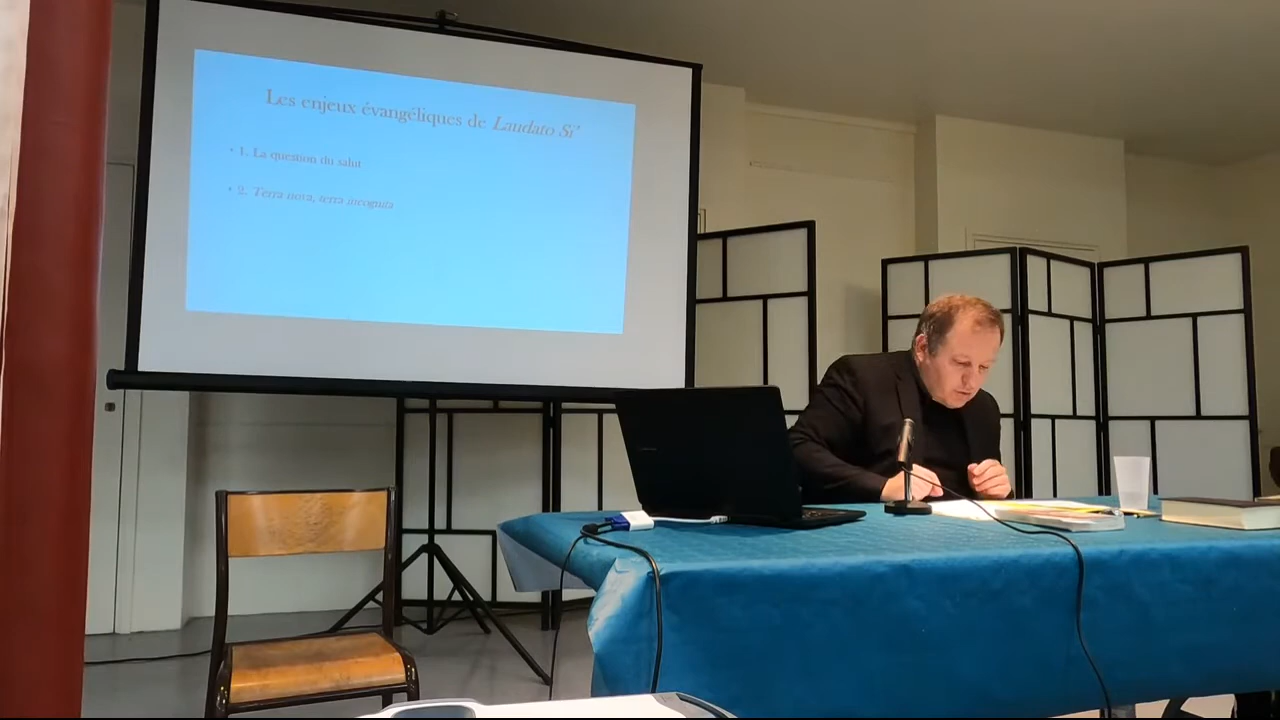 Les enjeux évangéliques de Laudato Si'
• 1. La question du salut
• 2. Terra nova, terra incognita